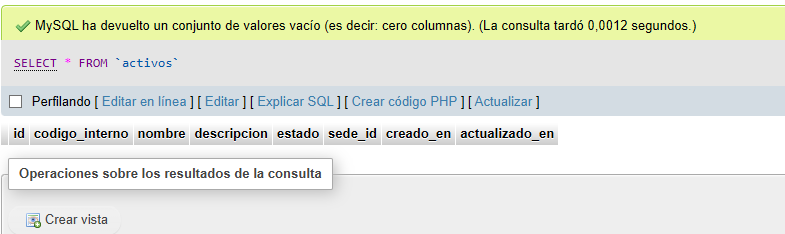 MySQL ha devuelto un conjunto de valores vacío (es decir: cero columnas). (La consulta tardó 0,0012 segundos.)
SELECT * FROM `activos`
Perfilando [ Editar en línea ] [ Editar ] [ Explicar SQL ] [ Crear código PHP ] [ Actualizar ]
id codigo_interno nombre descripcion estado sede_id creado_en actualizado_en
Operaciones sobre los resultados de la consulta
Crear vista